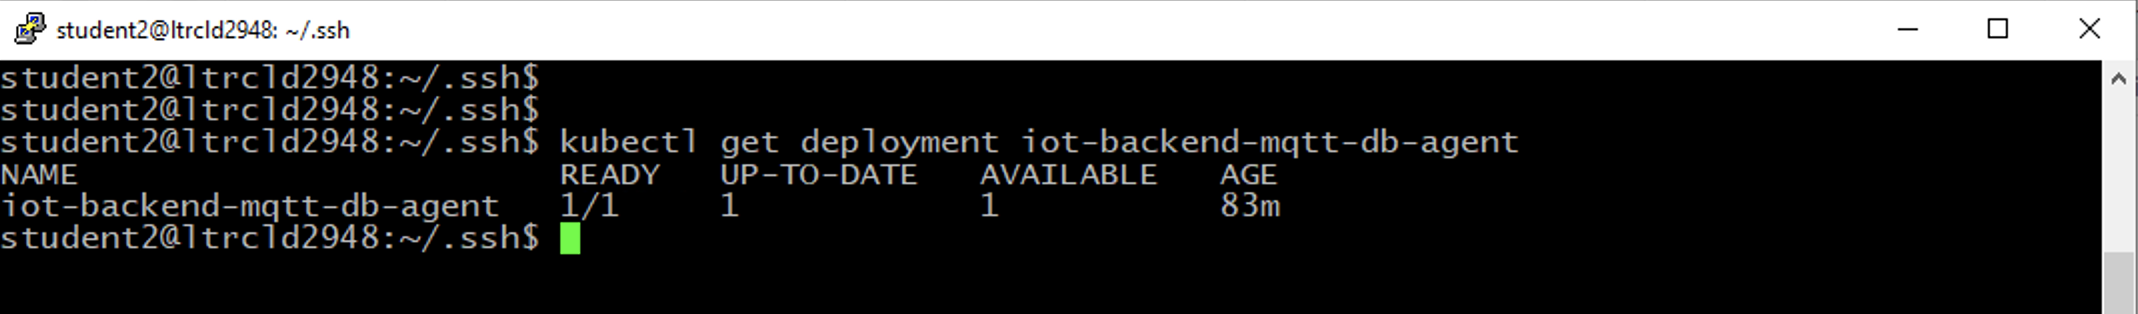 student2@ltrcld2948: ~/.ssh
student2@ltrcld2948:~/.ssh$
student2@ltrcld2948:~/.ssh$
student2@ltrcld2948:~/.ssh$ kubectl get deployment iot-backend-mqtt-db-agent
NAME READY UP-TO-DATE AVAILABLE AGE
iot-backend-mqtt-db-agent 1/1 1 1 83m
student2@ltrcld2948:~/.ssh$